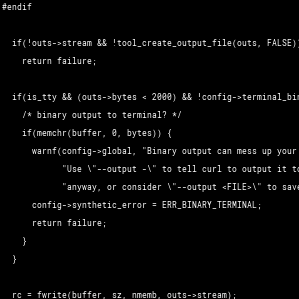 #endif
if(!outs->stream && !tool_create_output_file(outs, FALSE))
return failure;
if(is_tty && (outs->bytes < 2000) && !config->terminal_bin
/* binary output to terminal? */
if(memchr(buffer, 0, bytes)) {
warnf(config->global, "Binary output can mess up your
"Use \"--output -\" to tell curl to output it to
"anyway, or consider \"--output <FILE>\" to save
config->synthetic_error = ERR_BINARY_TERMINAL;
return failure;
}
}
rc = fwrite(buffer, sz, nmemb, outs->stream);